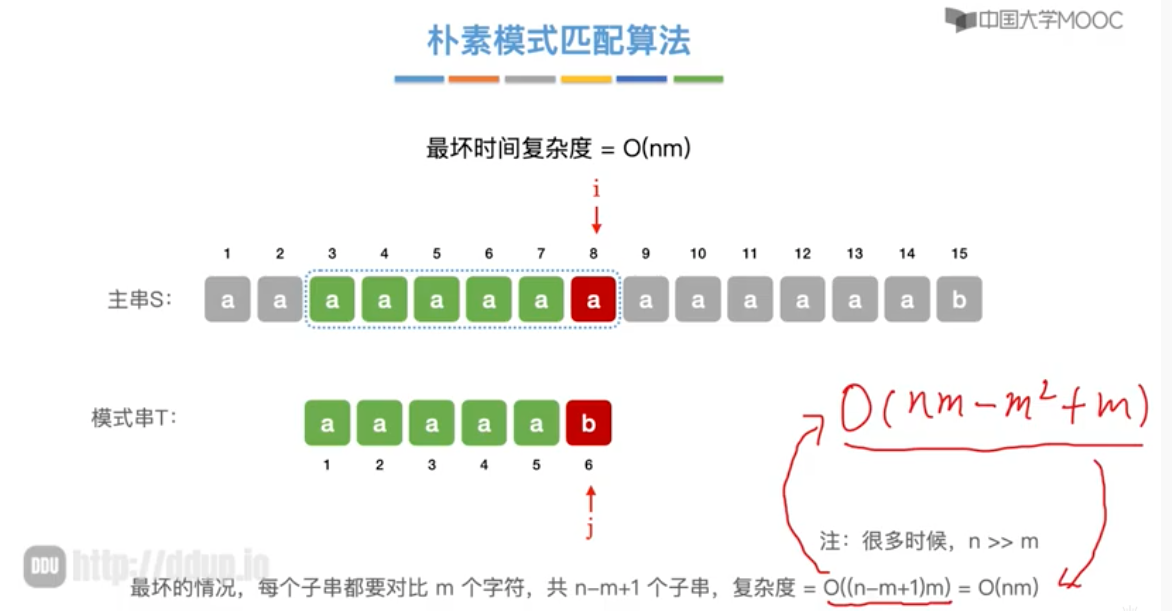 中国大学MOOC
朴素模式匹配算法
最坏时间复杂度 = O(nm)
i
1 2 3 4 5 6 7 8 9 10 11 12 13 14 15
主串S: a a a a a a a a a a a a a a b
O(nm-m²+m)
模式串T: a a a a a b
1 2 3 4 5 6
j
注：很多时候，n >> m
DDU http://ddup.io
最坏的情况，每个子串都要对比 m 个字符，共 n-m+1 个子串，复杂度 = O((n-m+1)m) = O(nm)